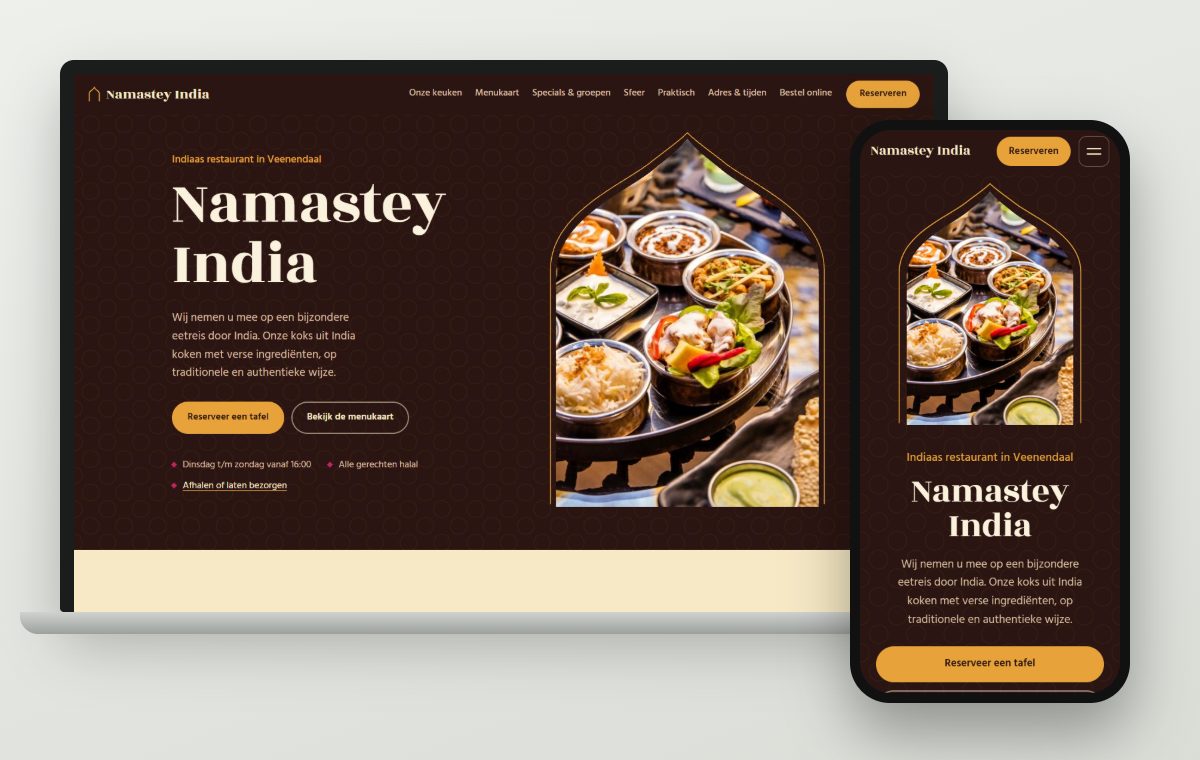 Namastey India
Onze keuken Menukaart Specials & groepen Sfeer Praktisch Adres & tijden Bestel online Reserveren
Indiaas restaurant in Veenendaal
Namastey
India
Wij nemen u mee op een bijzondere
eetreis door India. Onze koks uit India
koken met verse ingrediënten, op
traditionele en authentieke wijze.
Reserveer een tafel Bekijk de menukaart
Dinsdag t/m zondag vanaf 16:00 Alle gerechten halal
Afhalen of laten bezorgen
Namastey India Reserveren
Indiaas restaurant in Veenendaal
Namastey
India
Wij nemen u mee op een bijzondere
eetreis door India. Onze koks uit India
koken met verse ingrediënten, op
traditionele en authentieke wijze.
Reserveer een tafel